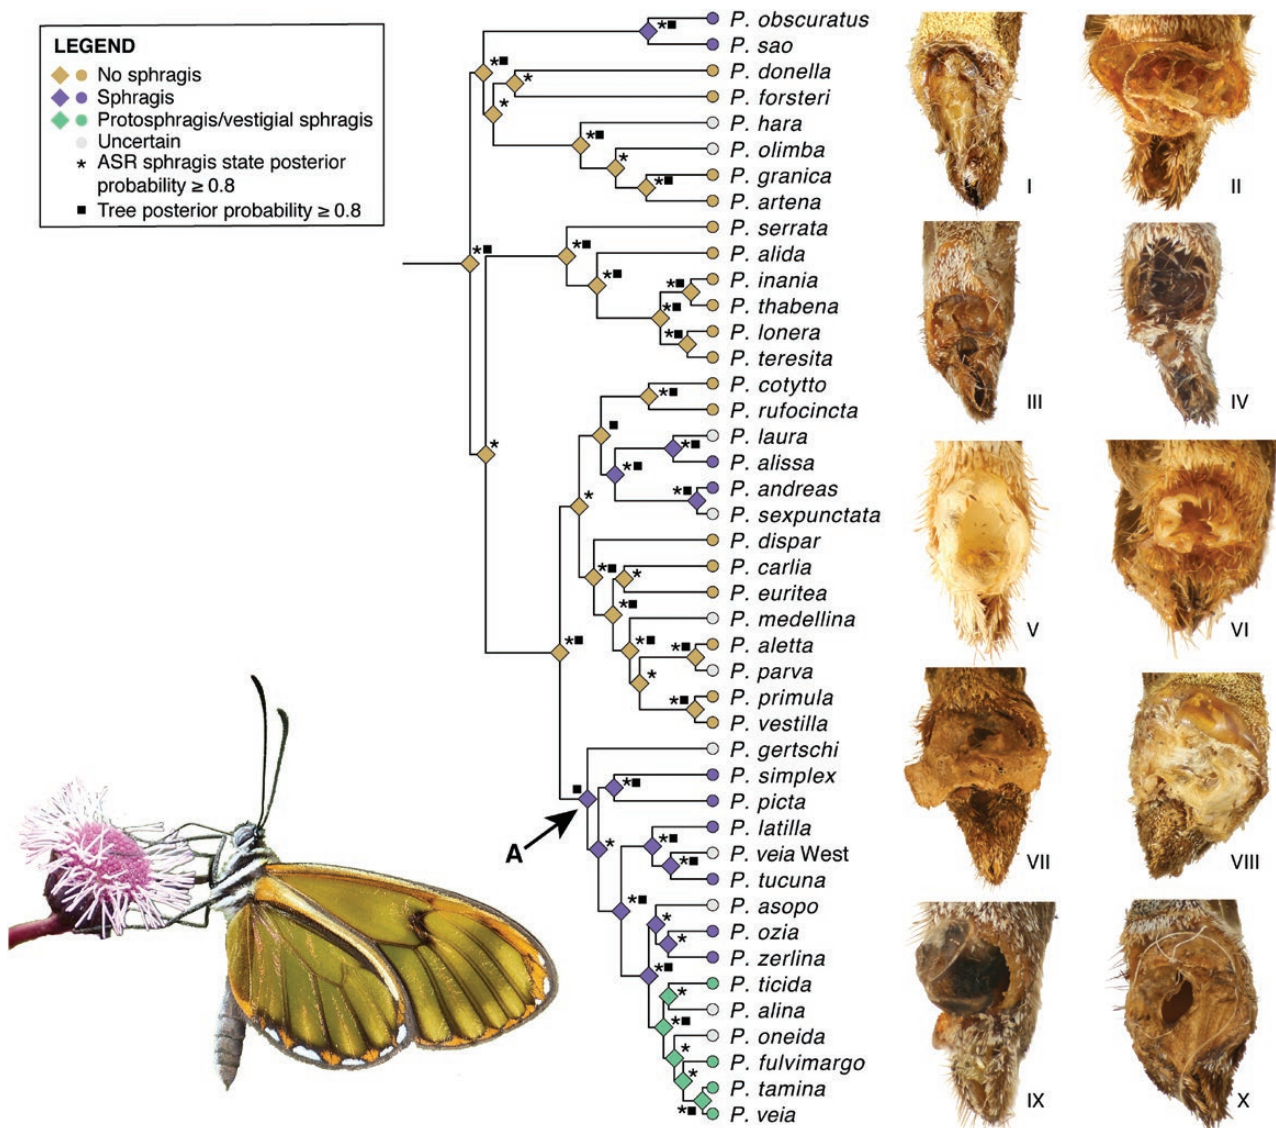 LEGEND
No sphragis
Sphragis
Protosphragis/vestigial sphragis
Uncertain
* ASR sphragis state posterior
probability ≥ 0.8
■ Tree posterior probability ≥ 0.8
P. obscuratus
P. sao
P. donella
P. forsteri
P. hara
P. olimba
P. granica
P. artena
P. serrata
P. alida
P. inania
P. thabena
P. lonera
P. teresita
P. cotytto
P. rufocincta
P. laura
P. alissa
P. andreas
P. sexpunctata
P. dispar
P. carlia
P. euritea
P. medellina
P. aletta
P. parva
P. primula
P. vestilla
P. gertschi
P. simplex
P. picta
P. latilla
P. veia West
P. tucuna
P. asopo
P. ozia
P. zerlina
P. ticida
P. alina
P. oneida
P. fulvimargo
P. tamina
P. veia
A
I
II
III
IV
V
VI
VII
VIII
IX
X